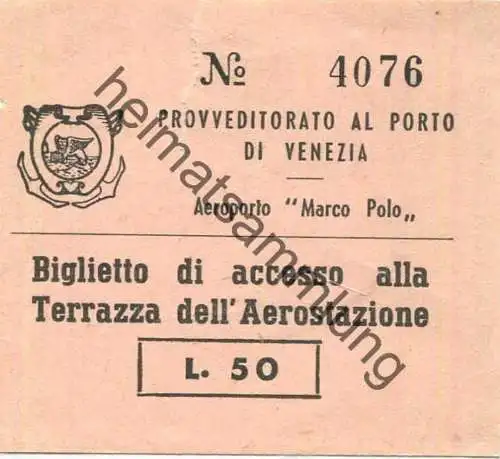 № 4076
PROVVEDITORATO AL PORTO
DI VENEZIA
Aeroporto "Marco Polo„
Biglietto di accesso alla
Terrazza dell'Aerostazione
L. 50
heimatsammlung